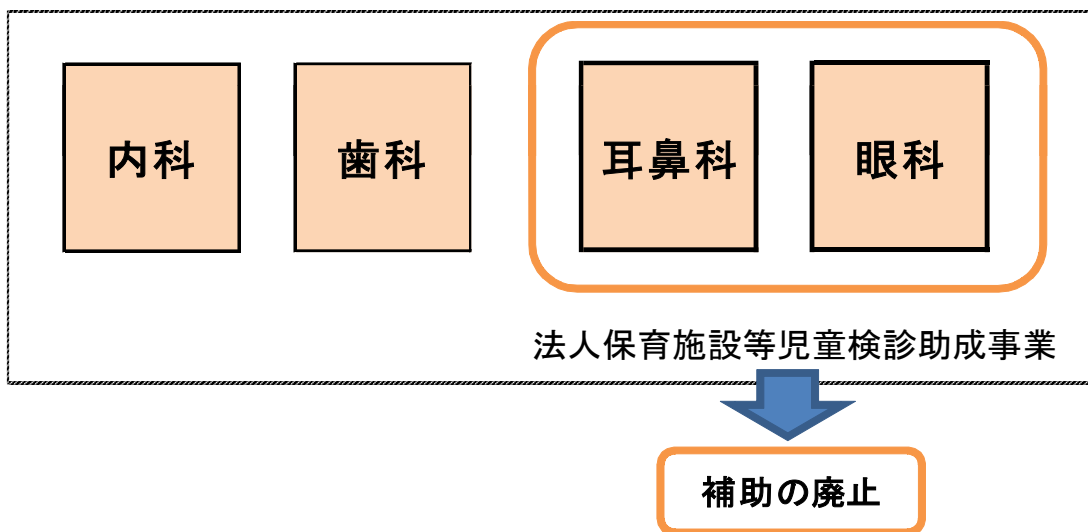 内科
歯科
耳鼻科
眼科
法人保育施設等児童検診助成事業
補助の廃止